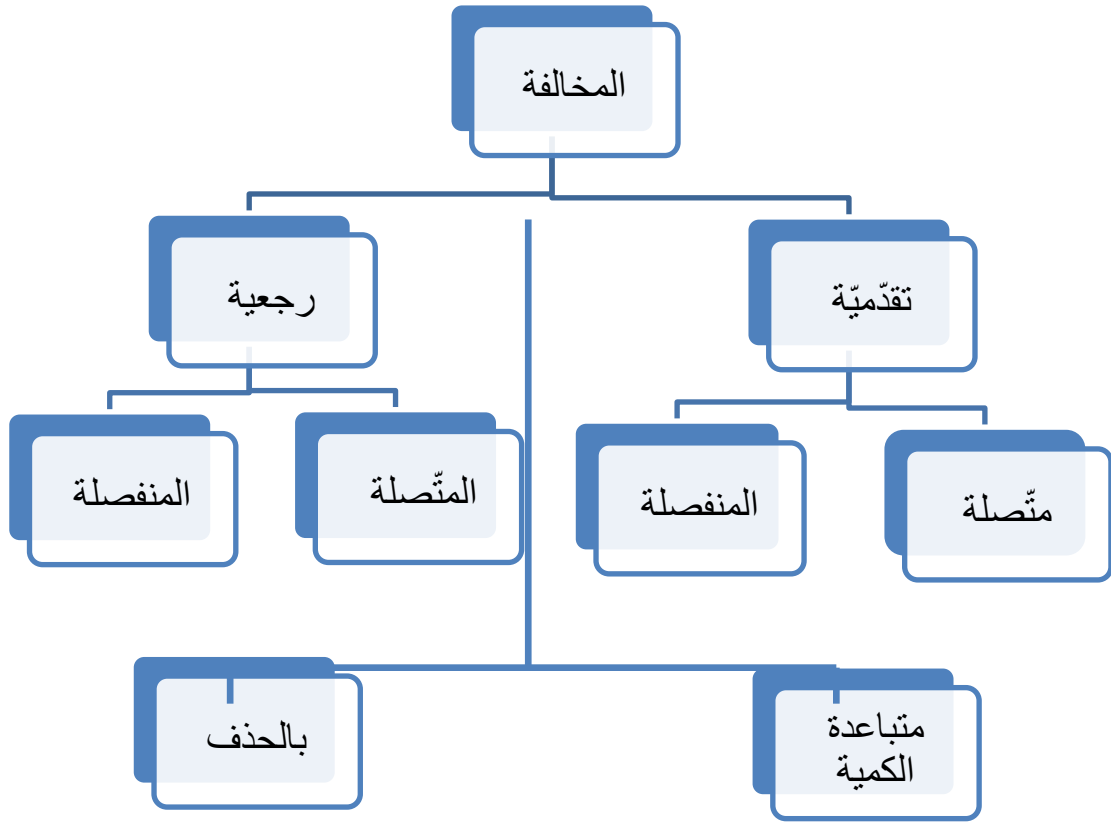 المخالفة
تقدّميّة
رجعية
متّصلة
المنفصلة
المتّصلة
المنفصلة
متباعدة
الكمية
بالحذف